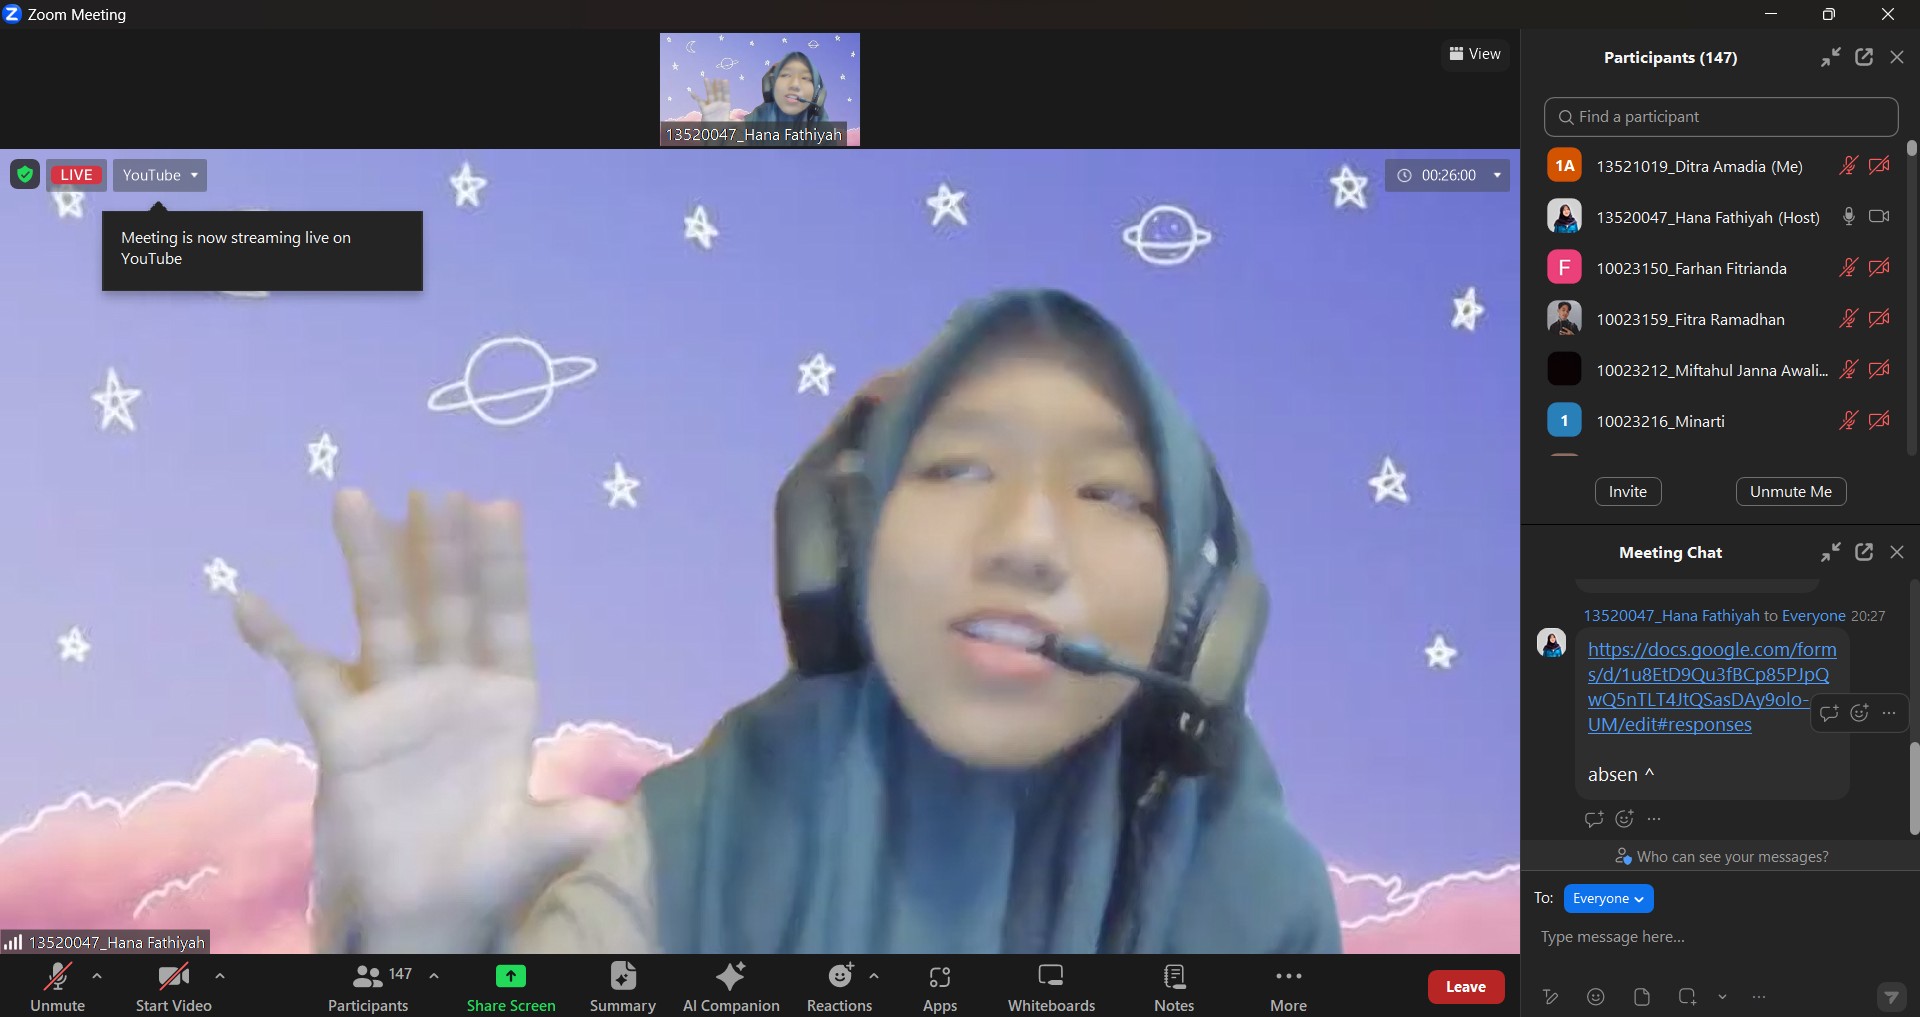 Zoom Meeting
View
13520047_Hana Fathiyah
LIVE
YouTube
00:26:00
Meeting is now streaming live on
YouTube
13520047_Hana Fathiyah
Unmute
Start Video
147
Participants
Share Screen
Summary
AI Companion
Reactions
Apps
Whiteboards
Notes
More
Leave
Participants (147)
Find a participant
1A 13521019_Ditra Amadia (Me)
13520047_Hana Fathiyah (Host)
F 10023150_Farhan Fitrianda
10023159_Fitra Ramadhan
10023212_Miftahul Janna Awali...
1 10023216_Minarti
Invite
Unmute Me
Meeting Chat
13520047_Hana Fathiyah to Everyone 20:27
https://docs.google.com/form
s/d/1u8EtD9Qu3fBCp85PJpQ
wQ5nTLT4JtQSasDAy9olo-
UM/edit#responses
absen ^
Who can see your messages?
To: Everyone
Type message here...